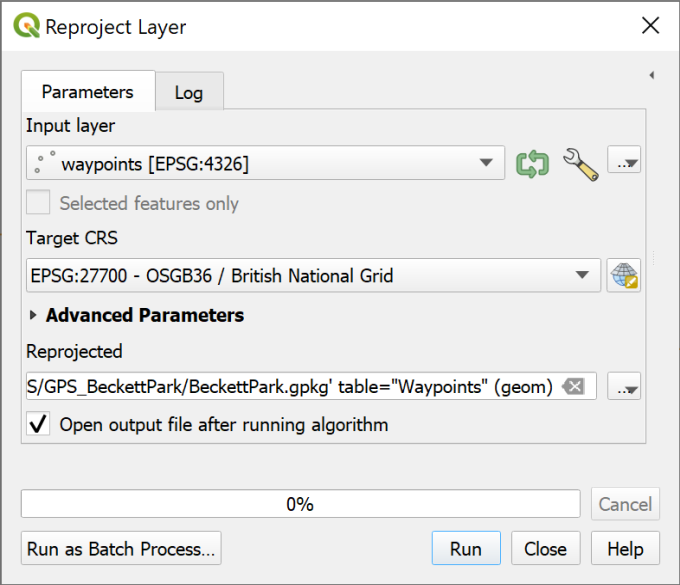 Reproject Layer
Parameters
Log
Input layer
waypoints [EPSG:4326]
...
Selected features only
Target CRS
EPSG:27700 - OSGB36 / British National Grid
Advanced Parameters
Reprojected
S/GPS_BeckettPark/BeckettPark.gpkg' table="Waypoints" (geom)
...
Open output file after running algorithm
0%
Cancel
Run as Batch Process...
Run
Close
Help